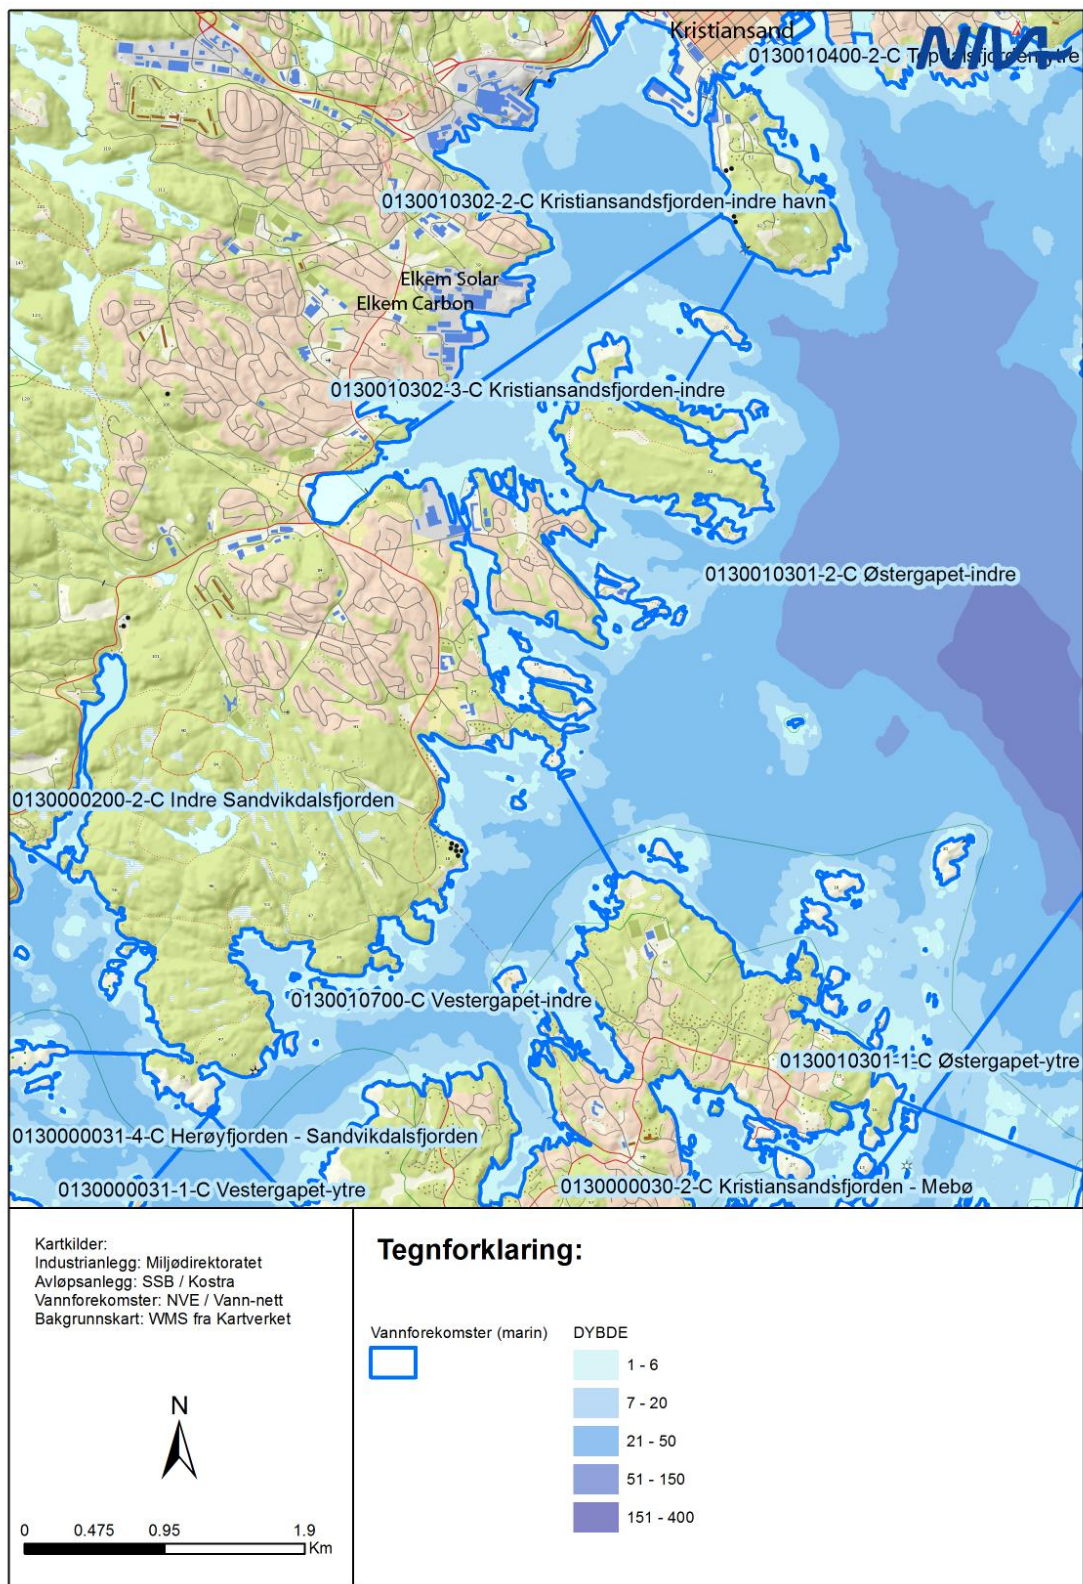 Kristiansand
NIVA
0130010400-2-C Topdalsfjorden-ytre
0130010302-2-C Kristiansandsfjorden-indre havn
Elkem Solar
Elkem Carbon
0130010302-3-C Kristiansandsfjorden-indre
0130010301-2-C Østergapet-indre
0130000200-2-C Indre Sandvikdalsfjorden
0130010700-C Vestergapet-indre
0130010301-1-C Østergapet-ytre
0130000031-4-C Herøyfjorden - Sandvikdalsfjorden
0130000031-1-C Vestergapet-ytre
0130000030-2-C Kristiansandsfjorden - Mebø
Kartkilder:
Industrianlegg: Miljødirektoratet
Avløpsanlegg: SSB / Kostra
Vannforekomster: NVE / Vann-nett
Bakgrunnskart: WMS fra Kartverket
N
0 0.475 0.95 1.9
Km
Tegnforklaring:
Vannforekomster (marin)
DYBDE
1 - 6
7 - 20
21 - 50
51 - 150
151 - 400